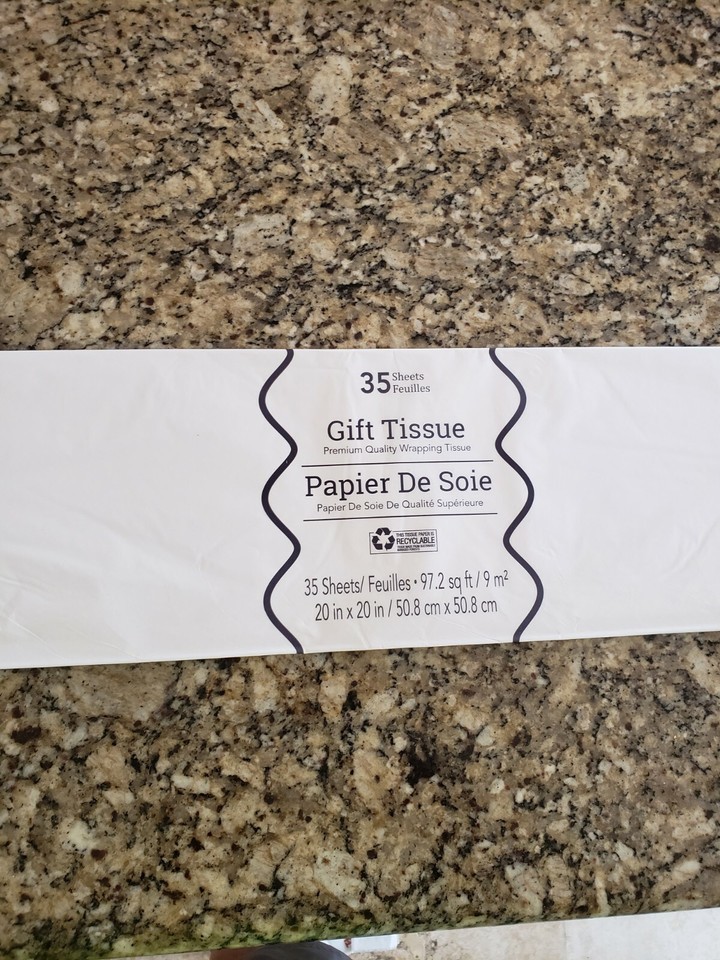 35 Sheets
Feuilles
Gift Tissue
Premium Quality Wrapping Tissue
Papier De Soie
Papier De Soie De Qualité Supérieure
THIS TISSUE PAPER IS
RECYCLABLE
35 Sheets/ Feuilles • 97.2 sq ft / 9 m²
20 in x 20 in / 50.8 cm x 50.8 cm